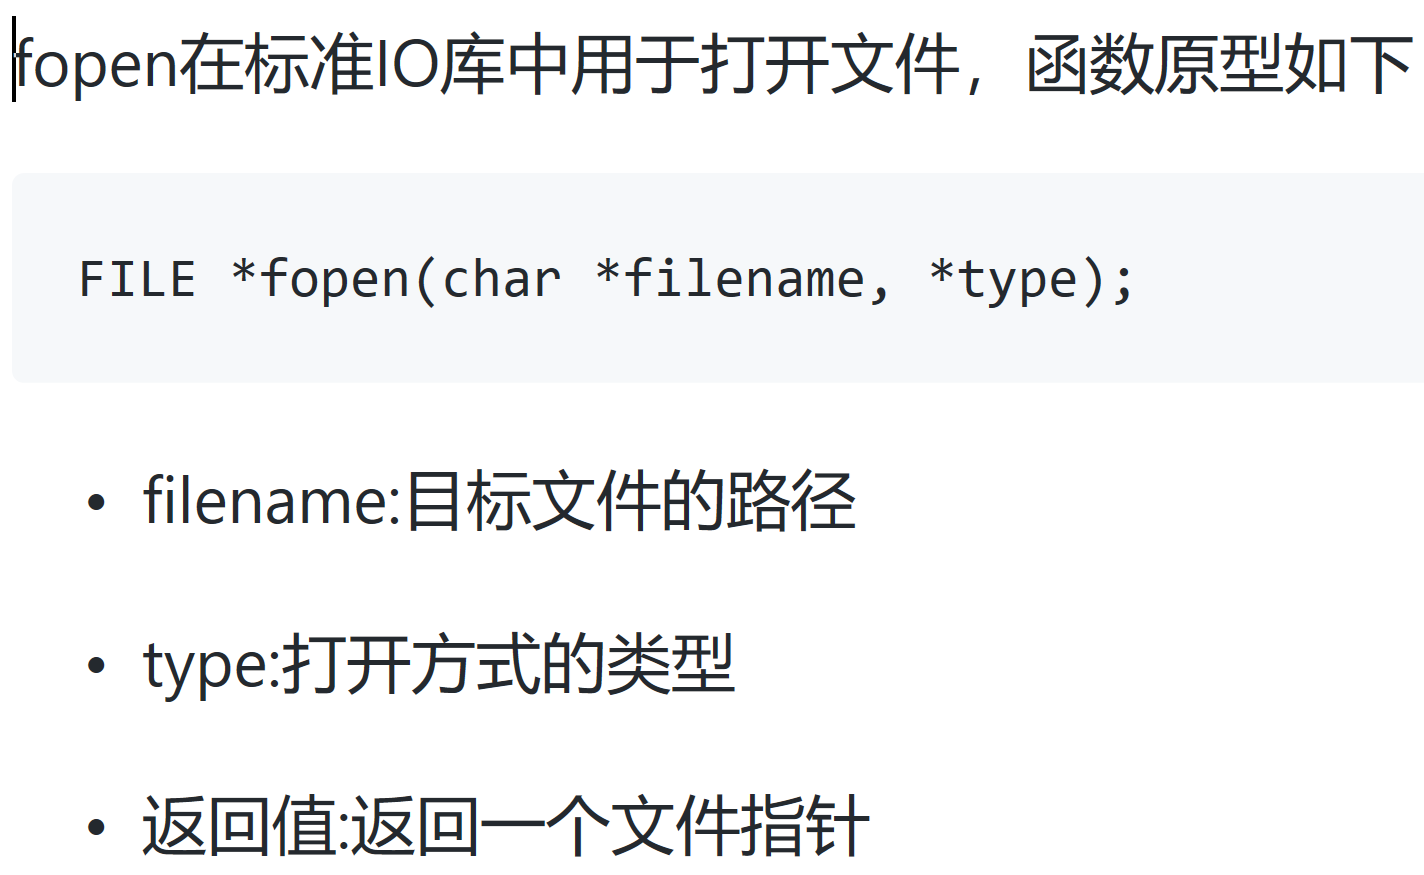 fopen在标准IO库中用于打开文件，函数原型如下
FILE *fopen(char *filename, *type);
• filename:目标文件的路径
• type:打开方式的类型
• 返回值:返回一个文件指针